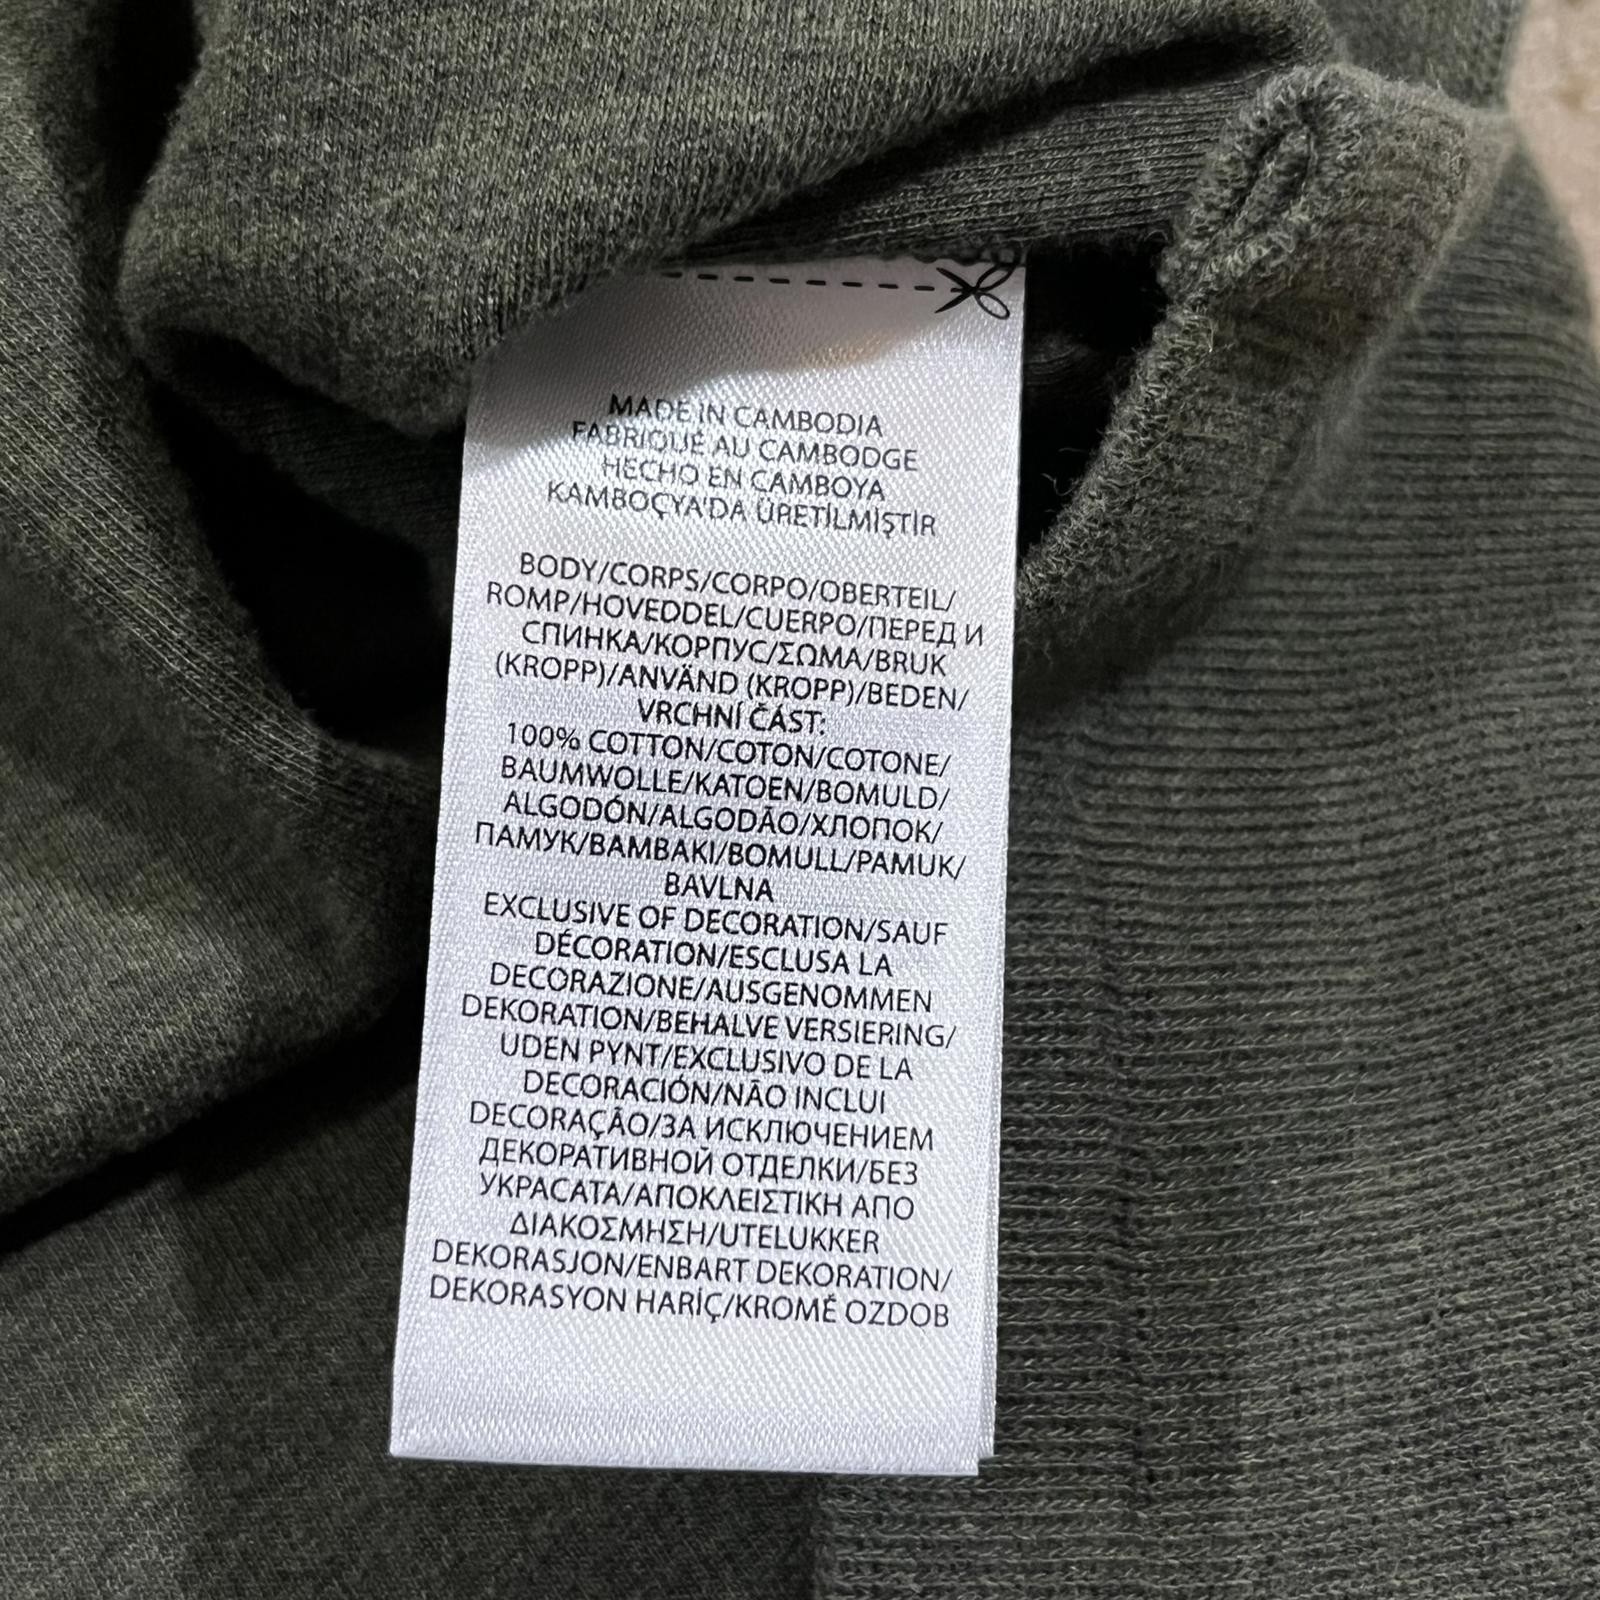 MADE IN CAMBODIA
FABRIQUÉ AU CAMBODGE
HECHO EN CAMBOYA
KAMBOÇYA'DA ÜRETİLMİŞTİR
BODY/CORPS/CORPO/OBERTEIL/
ROMP/HOVEDDEL/CUERPO/ПЕРЕД И
СПИНКА/КОРПУС/ΣΩΜΑ/BRUK
(KROPP)/ANVÄND (KROPP)/BEDEN/
VRCHNÍ ČÁST:
100% COTTON/COTON/COTONE/
BAUMWOLLE/KATOEN/BOMULD/
ALGODÓN/ALGODÃO/ХЛОПОК/
ПАМУК/ΒΑΜΒΑΚΙ/BOMULL/PAMUK/
BAVLNA
EXCLUSIVE OF DECORATION/SAUF
DÉCORATION/ESCLUSA LA
DECORAZIONE/AUSGENOMMEN
DEKORATION/BEHALVE VERSIERING/
UDEN PYNT/EXCLUSIVO DE LA
DECORACIÓN/NÃO INCLUI
DECORAÇÃO/ЗА ИСКЛЮЧЕНИЕМ
ДЕКОРАТИВНОЙ ОТДЕЛКИ/БЕЗ
УКРАСАТА/ΑΠΟΚΛΕΙΣΤΙΚΗ ΑΠΟ
ΔΙΑΚΟΣΜΗΣΗ/UTELUKKER
DEKORASJON/ENBART DEKORATION/
DEKORASYON HARİÇ/KROMĚ OZDOB